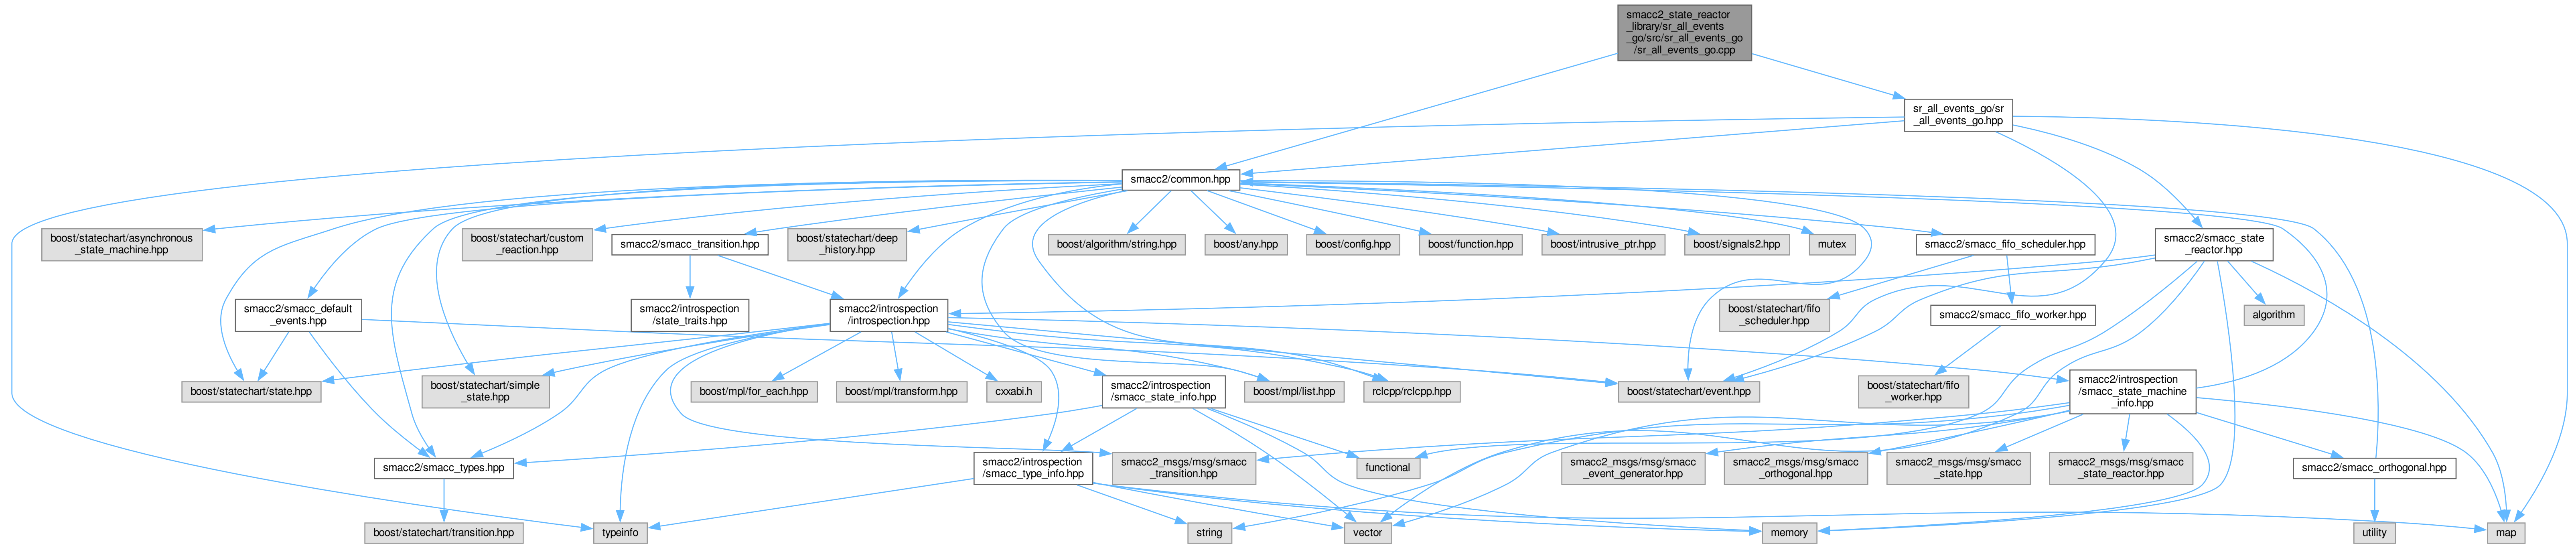 smacc2_state_reactor
_library/sr_all_events
_go/src/sr_all_events_go
/sr_all_events_go.cpp
sr_all_events_go/sr
_all_events_go.hpp
smacc2/common.hpp
boost/statechart/asynchronous
_state_machine.hpp
boost/statechart/custom
_reaction.hpp
smacc2/smacc_transition.hpp
boost/statechart/deep
_history.hpp
boost/algorithm/string.hpp
boost/any.hpp
boost/config.hpp
boost/function.hpp
boost/intrusive_ptr.hpp
boost/signals2.hpp
mutex
smacc2/smacc_fifo_scheduler.hpp
smacc2/smacc_state
_reactor.hpp
smacc2/smacc_default
_events.hpp
smacc2/introspection
/state_traits.hpp
smacc2/introspection
/introspection.hpp
boost/statechart/fifo
_scheduler.hpp
smacc2/smacc_fifo_worker.hpp
algorithm
boost/statechart/state.hpp
boost/statechart/simple
_state.hpp
boost/mpl/for_each.hpp
boost/mpl/transform.hpp
cxxabi.h
smacc2/introspection
/smacc_state_info.hpp
boost/mpl/list.hpp
rclcpp/rclcpp.hpp
boost/statechart/event.hpp
boost/statechart/fifo
_worker.hpp
smacc2/introspection
/smacc_state_machine
_info.hpp
smacc2/smacc_types.hpp
smacc2_msgs/msg/smacc
_transition.hpp
smacc2/introspection
/smacc_type_info.hpp
functional
smacc2_msgs/msg/smacc
_event_generator.hpp
smacc2_msgs/msg/smacc
_orthogonal.hpp
smacc2_msgs/msg/smacc
_state.hpp
smacc2_msgs/msg/smacc
_state_reactor.hpp
smacc2/smacc_orthogonal.hpp
boost/statechart/transition.hpp
typeinfo
string
vector
memory
map
utility